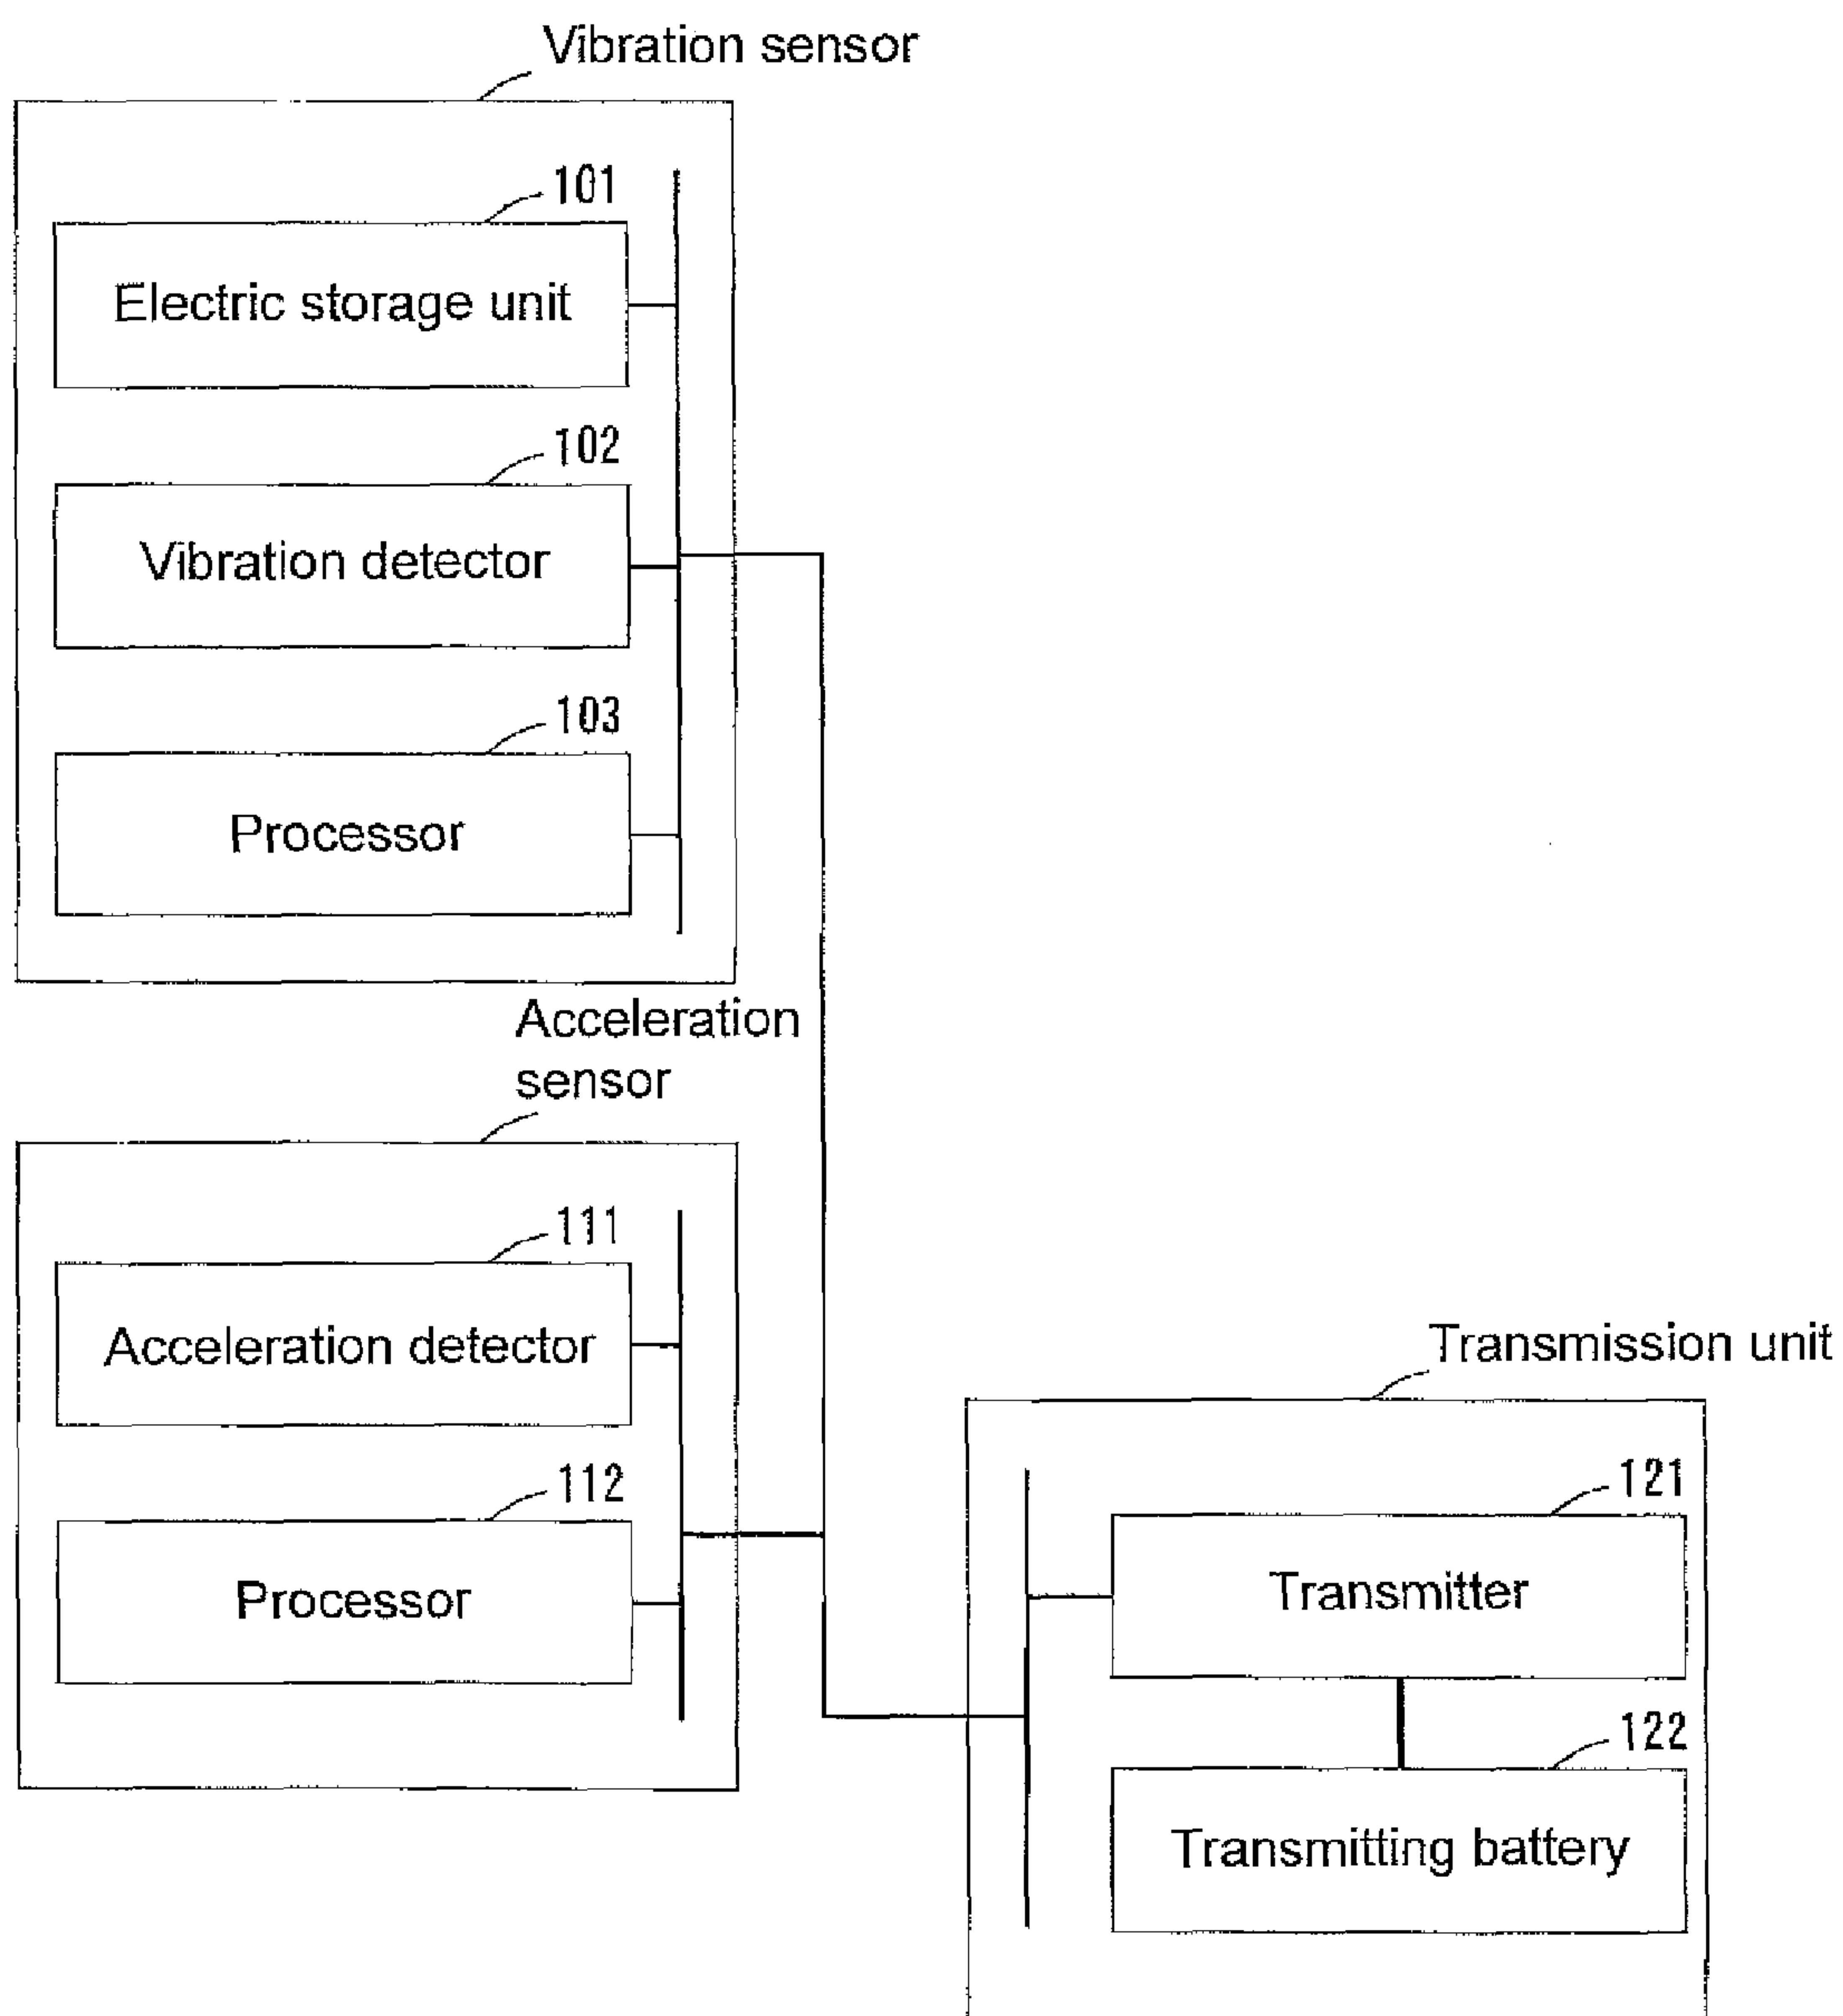 Vibration sensor
101
Electric storage unit
102
Vibration detector
103
Processor
Acceleration
sensor
111
Acceleration detector
112
Processor
Transmission unit
121
Transmitter
122
Transmitting battery